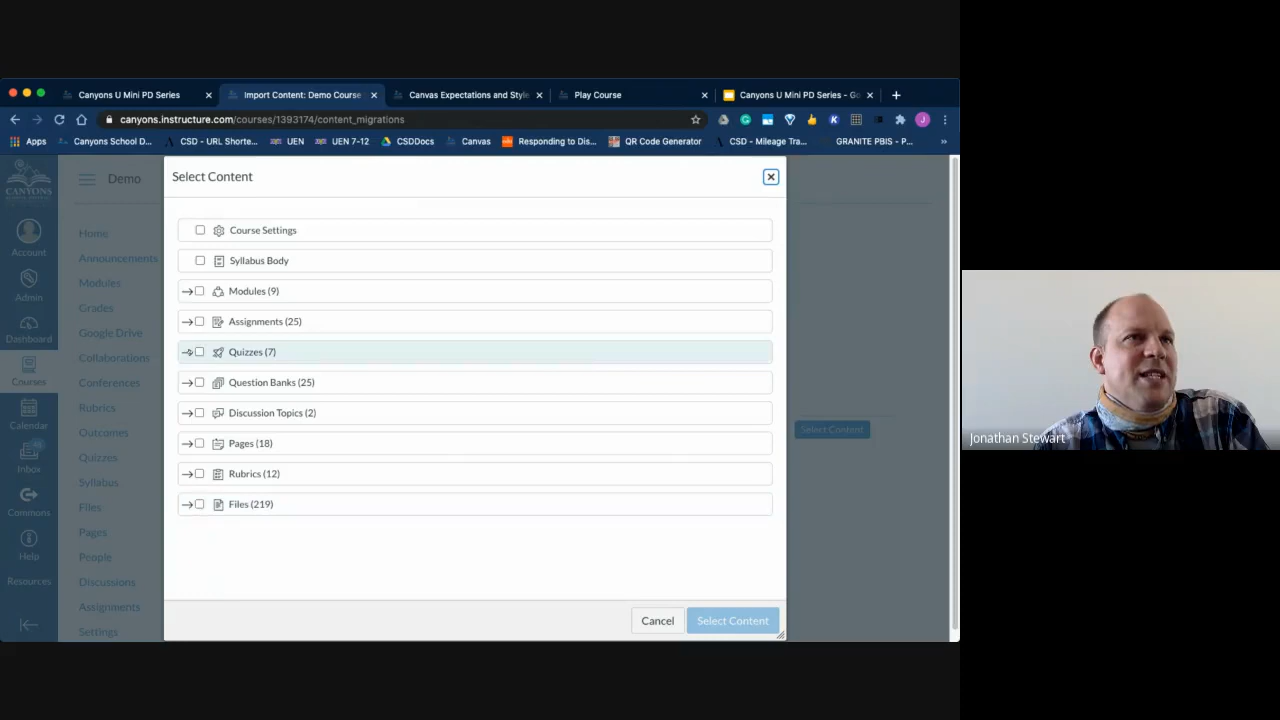 Canyons U Mini PD Series
Import Content: Demo Course
Canvas Expectations and Style
Play Course
Canyons U Mini PD Series - Go
canyons.instructure.com/courses/1393174/content_migrations
Apps
Canyons School D...
CSD - URL Shorte...
UEN
UEN 7-12
CSDDocs
Canvas
Responding to Dis...
QR Code Generator
CSD - Mileage Tra...
GRANITE PBIS - P...
CANYONS
Account
Admin
Dashboard
Courses
Calendar
Inbox
Commons
Help
Resources
Demo
Home
Announcements
Modules
Grades
Google Drive
Collaborations
Conferences
Rubrics
Outcomes
Quizzes
Syllabus
Files
Pages
People
Discussions
Assignments
Settings
Select Content
Course Settings
Syllabus Body
Modules (9)
Assignments (25)
Quizzes (7)
Question Banks (25)
Discussion Topics (2)
Pages (18)
Rubrics (12)
Files (219)
Cancel
Select Content
Select Content
Jonathan Stewart